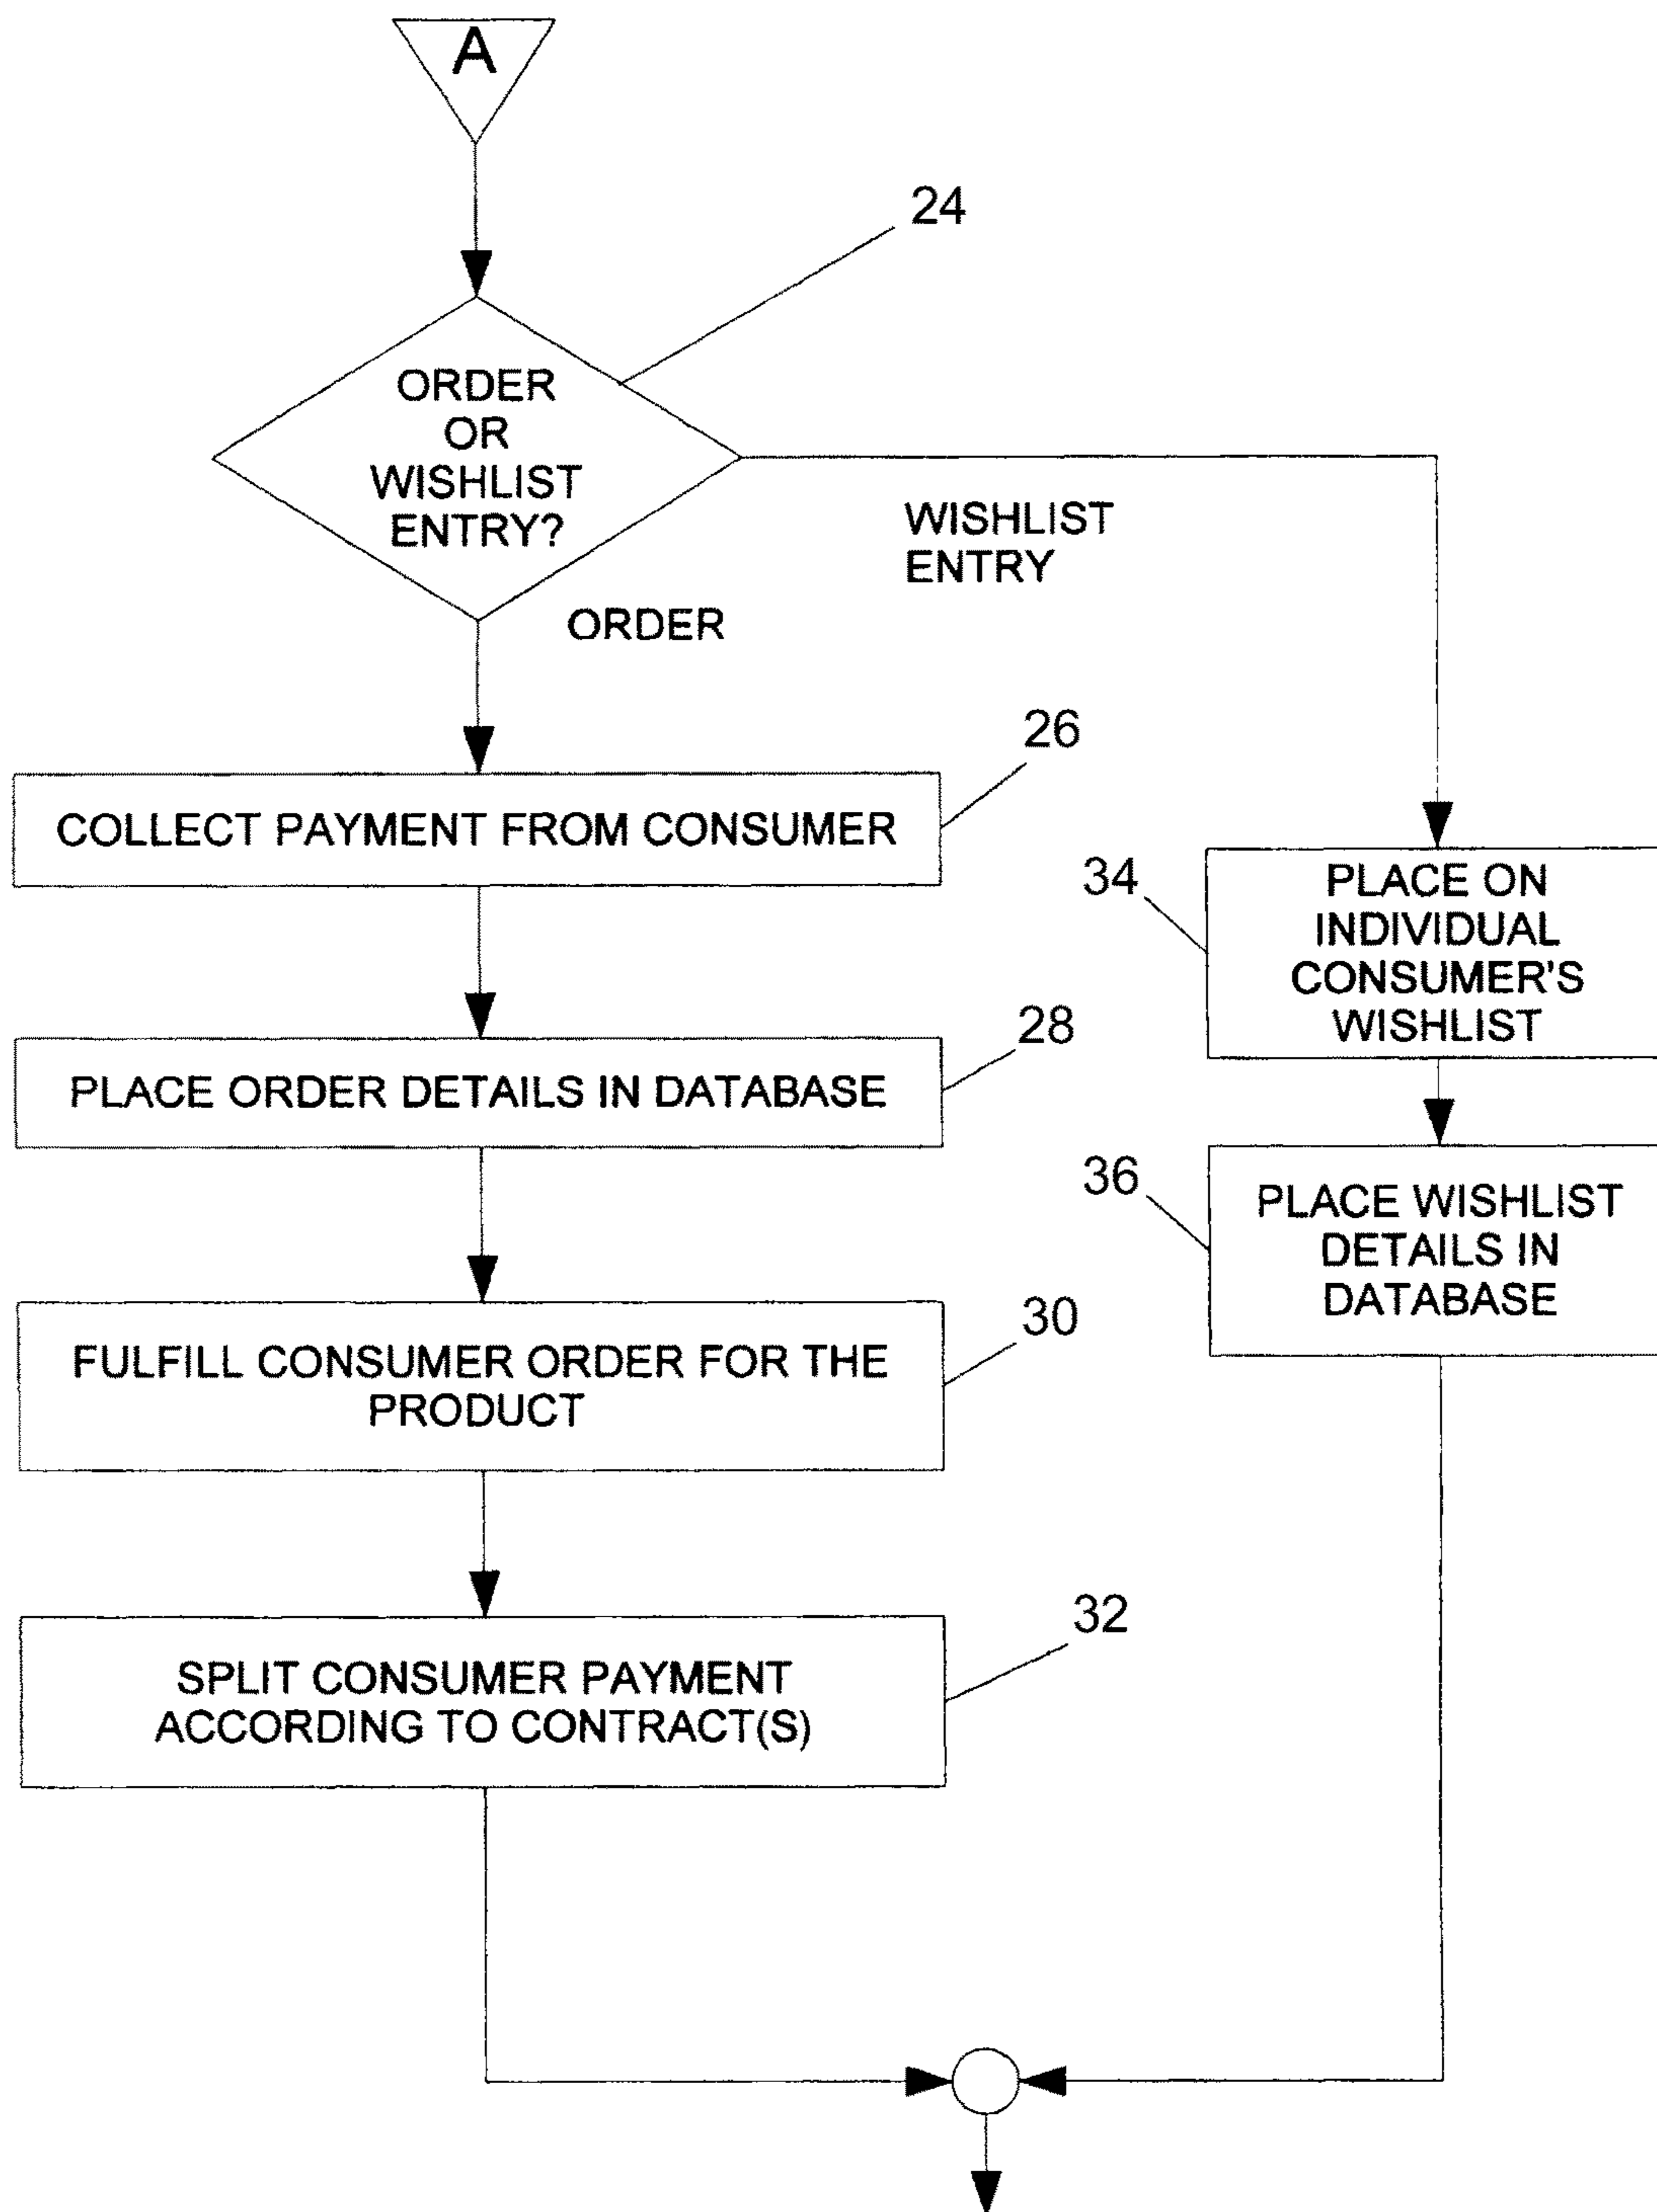 A
24
ORDER
OR
WISHLIST
ENTRY?
WISHLIST
ENTRY
ORDER
26
COLLECT PAYMENT FROM CONSUMER
34
PLACE ON
INDIVIDUAL
CONSUMER'S
WISHLIST
28
PLACE ORDER DETAILS IN DATABASE
36
PLACE WISHLIST
DETAILS IN
DATABASE
30
FULFILL CONSUMER ORDER FOR THE
PRODUCT
32
SPLIT CONSUMER PAYMENT
ACCORDING TO CONTRACT(S)